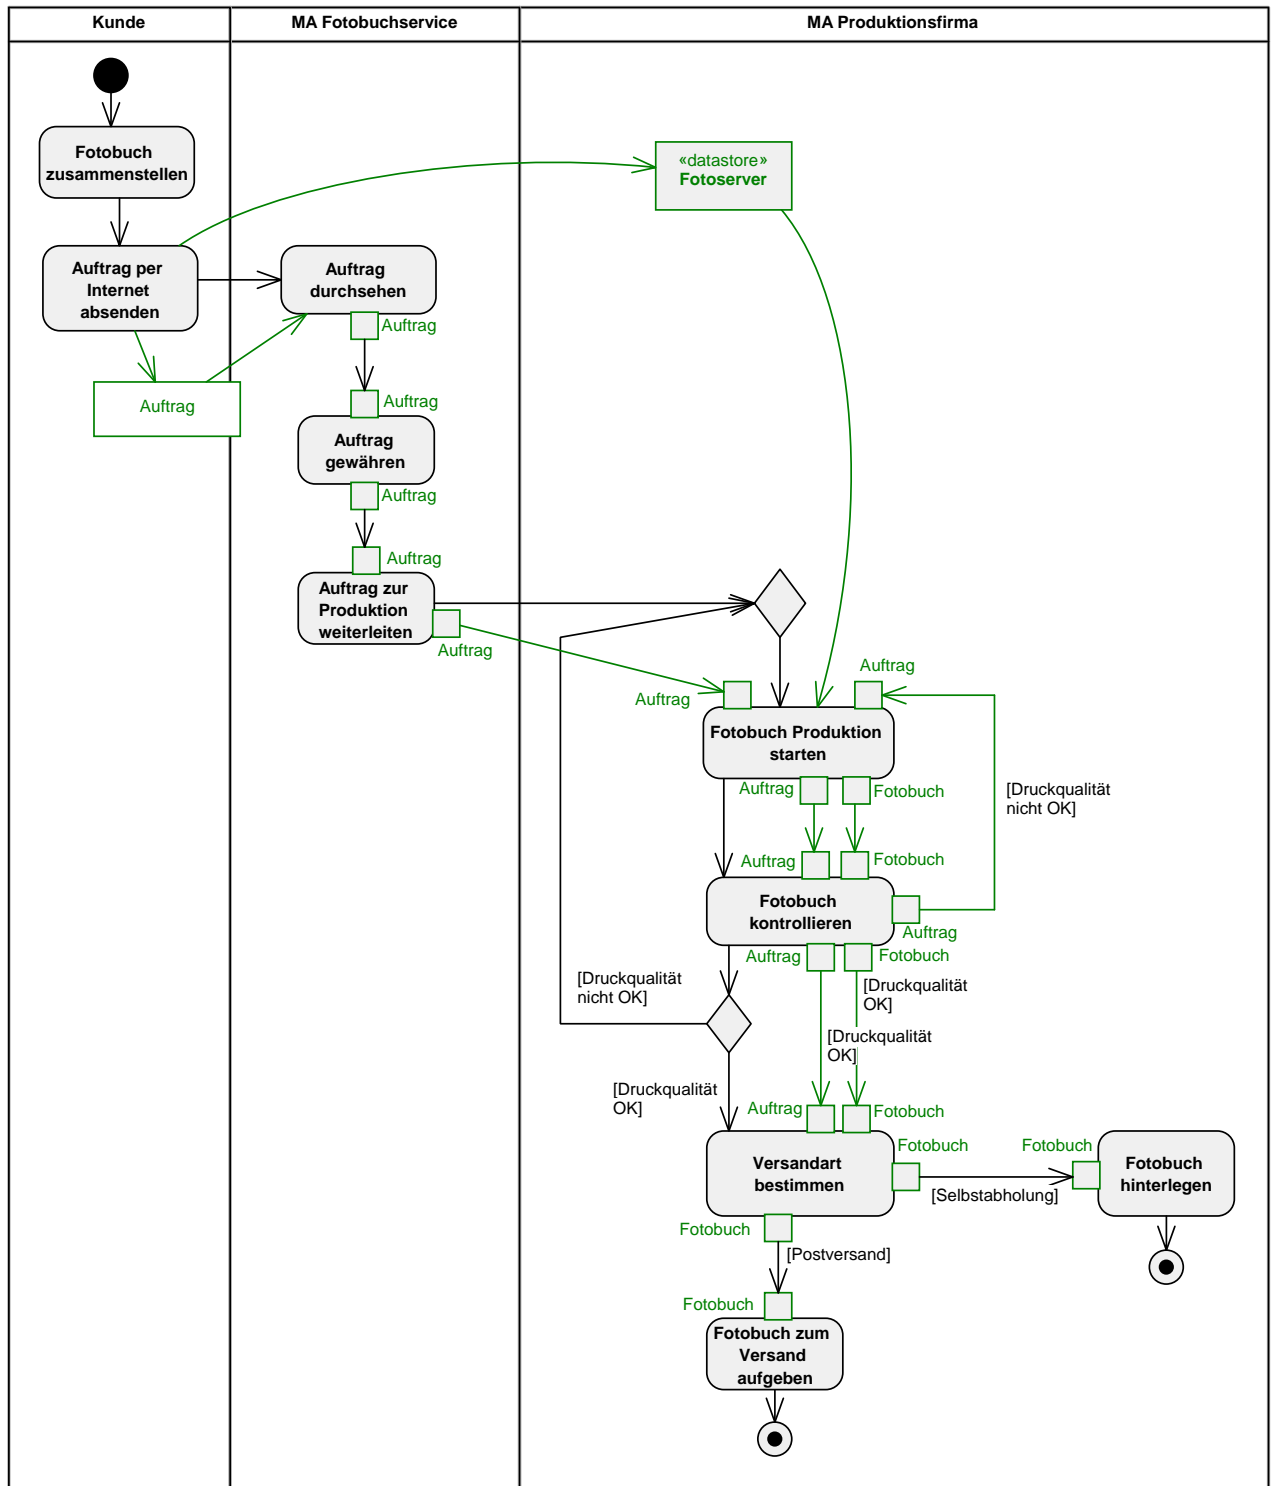 Kunde
MA Fotobuchservice
MA Produktionsfirma
Fotobuch
zusammenstellen
«datastore»
Fotoserver
Auftrag per
Internet
absenden
Auftrag
durchsehen
Auftrag
Auftrag
Auftrag
Auftrag
gewähren
Auftrag
Auftrag
Auftrag zur
Produktion
weiterleiten
Auftrag
Auftrag
Auftrag
Fotobuch Produktion
starten
Auftrag
Fotobuch
[Druckqualität
nicht OK]
Auftrag
Fotobuch
Fotobuch
kontrollieren
Auftrag
Auftrag
Fotobuch
[Druckqualität
nicht OK]
[Druckqualität
OK]
[Druckqualität
OK]
[Druckqualität
OK]
Auftrag
Fotobuch
Versandart
bestimmen
Fotobuch
Fotobuch
Fotobuch
hinterlegen
[Selbstabholung]
Fotobuch
[Postversand]
Fotobuch
Fotobuch zum
Versand
aufgeben